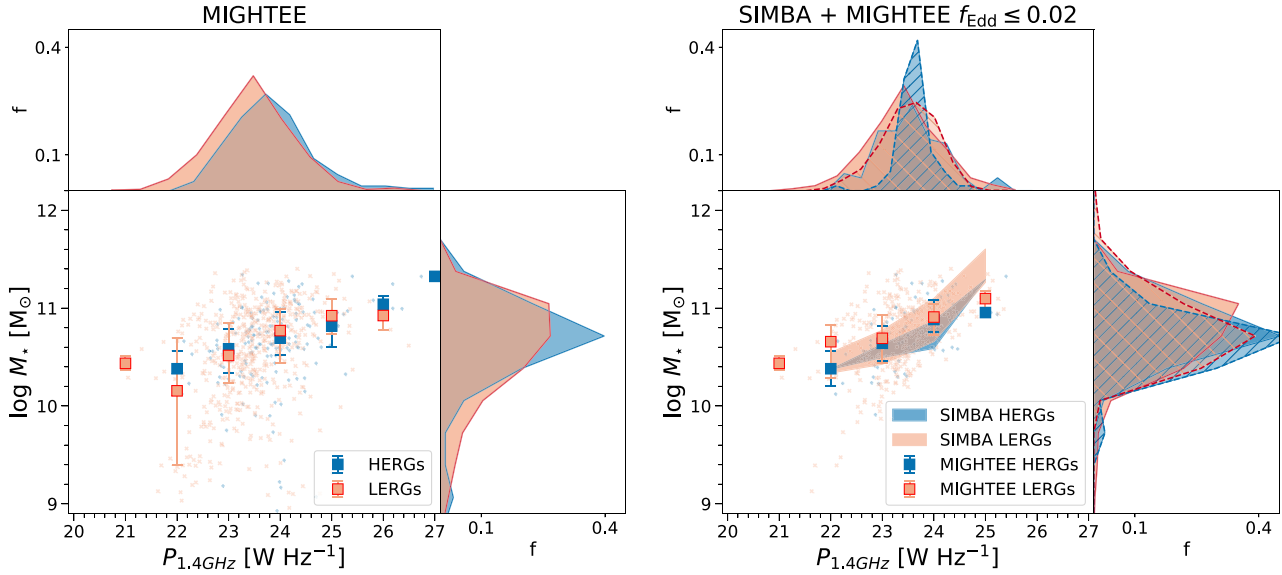 MIGHTEE
SIMBA + MIGHTEE f_Edd ≤ 0.02
0.4
0.1
f
0.4
0.1
f
12
11
10
9
log M⋆ [M⊙]
HERGs
LERGs
20 21 22 23 24 25 26 27
P_1.4GHz [W Hz⁻¹]
0.1 0.4
f
12
11
10
9
log M⋆ [M⊙]
SIMBA HERGs
SIMBA LERGs
MIGHTEE HERGs
MIGHTEE LERGs
20 21 22 23 24 25 26 27
P_1.4GHz [W Hz⁻¹]
0.1 0.4
f